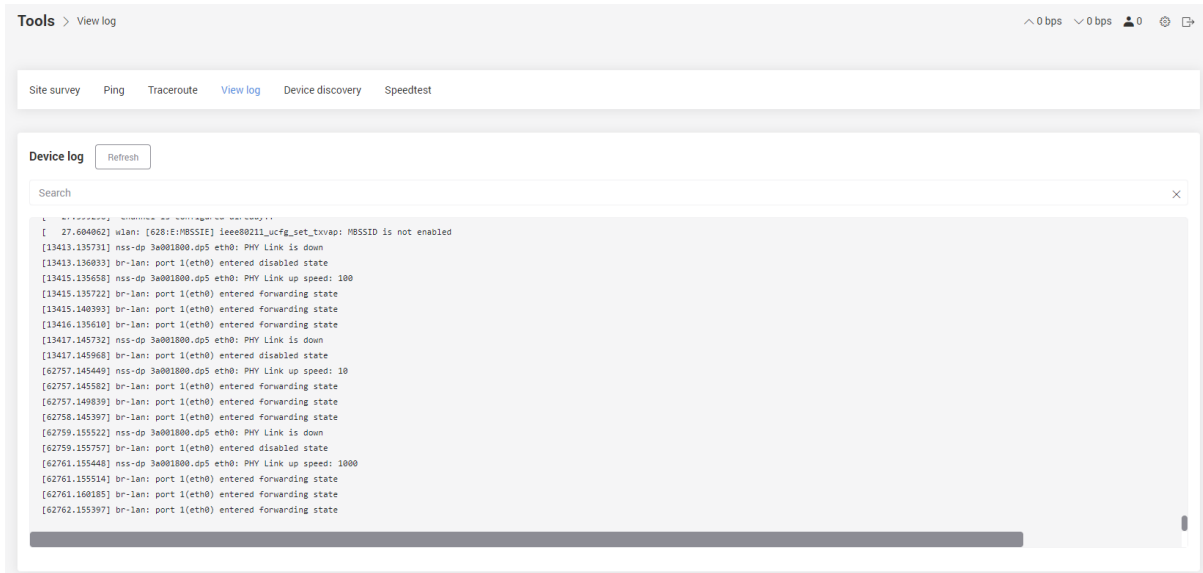 Tools > View log
0 bps 0 bps 0
Site survey Ping Traceroute View log Device discovery Speedtest
Device log Refresh
Search
[ 27.604062] wlan: [628:E:MBSSIE] ieee80211_ucfg_set_txvap: MBSSID is not enabled
[13413.135731] nss-dp 3a001800.dp5 eth0: PHY Link is down
[13413.136033] br-lan: port 1(eth0) entered disabled state
[13415.135658] nss-dp 3a001800.dp5 eth0: PHY Link up speed: 100
[13415.135722] br-lan: port 1(eth0) entered forwarding state
[13415.140393] br-lan: port 1(eth0) entered forwarding state
[13416.135610] br-lan: port 1(eth0) entered forwarding state
[13417.145732] nss-dp 3a001800.dp5 eth0: PHY Link is down
[13417.145968] br-lan: port 1(eth0) entered disabled state
[62757.145449] nss-dp 3a001800.dp5 eth0: PHY Link up speed: 10
[62757.145582] br-lan: port 1(eth0) entered forwarding state
[62757.149839] br-lan: port 1(eth0) entered forwarding state
[62758.145397] br-lan: port 1(eth0) entered forwarding state
[62759.155522] nss-dp 3a001800.dp5 eth0: PHY Link is down
[62759.155757] br-lan: port 1(eth0) entered disabled state
[62761.155448] nss-dp 3a001800.dp5 eth0: PHY Link up speed: 1000
[62761.155514] br-lan: port 1(eth0) entered forwarding state
[62761.160185] br-lan: port 1(eth0) entered forwarding state
[62762.155397] br-lan: port 1(eth0) entered forwarding state